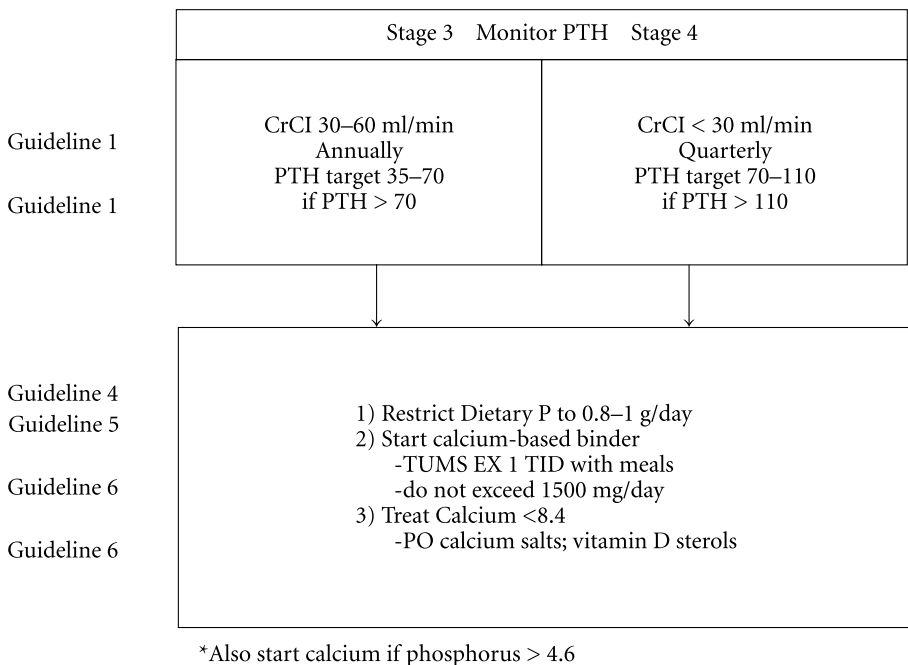 Stage 3 Monitor PTH Stage 4
Guideline 1
Guideline 1
CrCI 30–60 ml/min
Annually
PTH target 35–70
if PTH > 70
CrCI < 30 ml/min
Quarterly
PTH target 70–110
if PTH > 110
Guideline 4
Guideline 5
Guideline 6
Guideline 6
1) Restrict Dietary P to 0.8–1 g/day
2) Start calcium-based binder
-TUMS EX 1 TID with meals
-do not exceed 1500 mg/day
3) Treat Calcium <8.4
-PO calcium salts; vitamin D sterols
*Also start calcium if phosphorus > 4.6